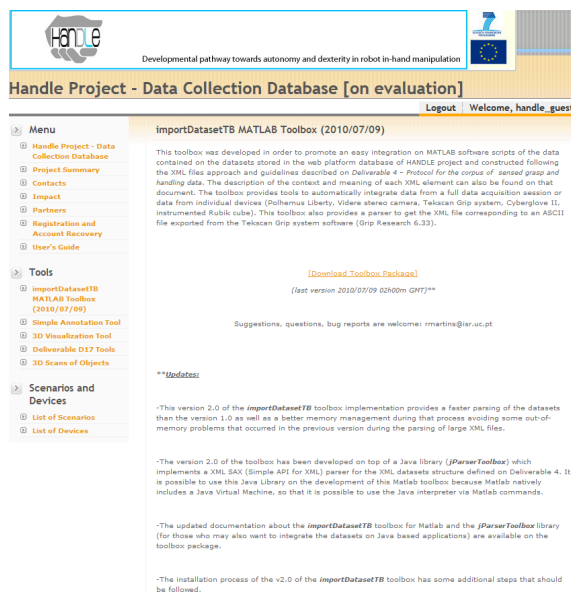 HANDLE
Developmental pathway towards autonomy and dexterity in robot in-hand manipulation
7
SEVENTH FRAMEWORK
PROGRAMME
Handle Project - Data Collection Database [on evaluation]
Logout Welcome, handle_guest
Menu
Handle Project - Data
Collection Database
Project Summary
Contacts
Impact
Partners
Registration and
Account Recovery
User's Guide
Tools
importDatasetTB
MATLAB Toolbox
(2010/07/09)
Simple Annotation Tool
3D Visualization Tool
Deliverable D17 Tools
3D Scans of Objects
Scenarios and
Devices
List of Scenarios
List of Devices
importDatasetTB MATLAB Toolbox (2010/07/09)
This toolbox was developed in order to promote an easy integration on MATLAB software scripts of the data
contained on the datasets stored in the web platform database of HANDLE project and constructed following
the XML files approach and guidelines described on Deliverable 4 – Protocol for the corpus of sensed grasp and
handling data. The description of the context and meaning of each XML element can also be found on that
document. The toolbox provides tools to automatically integrate data from a full data acquisition session or
data from individual devices (Polhemus Liberty, Videre stereo camera, Tekscan Grip system, Cyberglove II,
instrumented Rubik cube). This toolbox also provides a parser to get the XML file corresponding to an ASCII
file exported from the Tekscan Grip system software (Grip Research 6.33).
[Download Toolbox Package]
(last version 2010/07/09 02h00m GMT)**
Suggestions, questions, bug reports are welcome: rmartins@isr.uc.pt
**Updates:
-This version 2.0 of the importDatasetTB toolbox implementation provides a faster parsing of the datasets
than the version 1.0 as well as a better memory management during that process avoiding some out-of-
memory problems that occurred in the previous version during the parsing of large XML files.
-The version 2.0 of the toolbox has been developed on top of a Java library (jParserToolbox) which
implements a XML SAX (Simple API for XML) parser for the XML datasets structure defined on Deliverable 4. It
is possible to use this Java Library on the development of this Matlab toolbox because Matlab natively
includes a Java Virtual Machine, so that it is possible to use the Java interpreter via Matlab commands.
-The updated documentation about the importDatasetTB toolbox for Matlab and the jParserToolbox library
(for those who may also want to integrate the datasets on Java based applications) are available on the
toolbox package.
-The installation process of the v2.0 of the importDatasetTB toolbox has some additional steps that should
be followed.